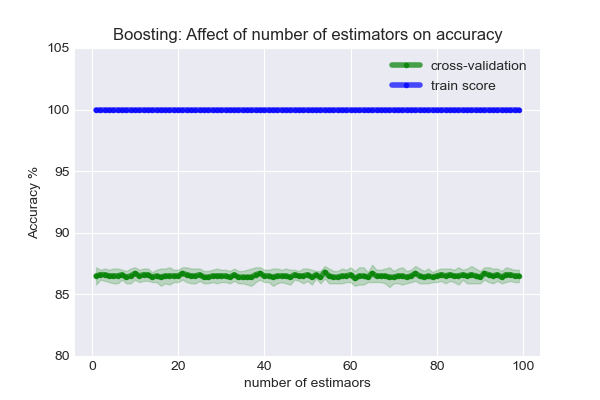 Boosting: Affect of number of estimators on accuracy
105
100
95
90
85
80
Accuracy %
cross-validation
train score
0
20
40
60
80
100
number of estimaors